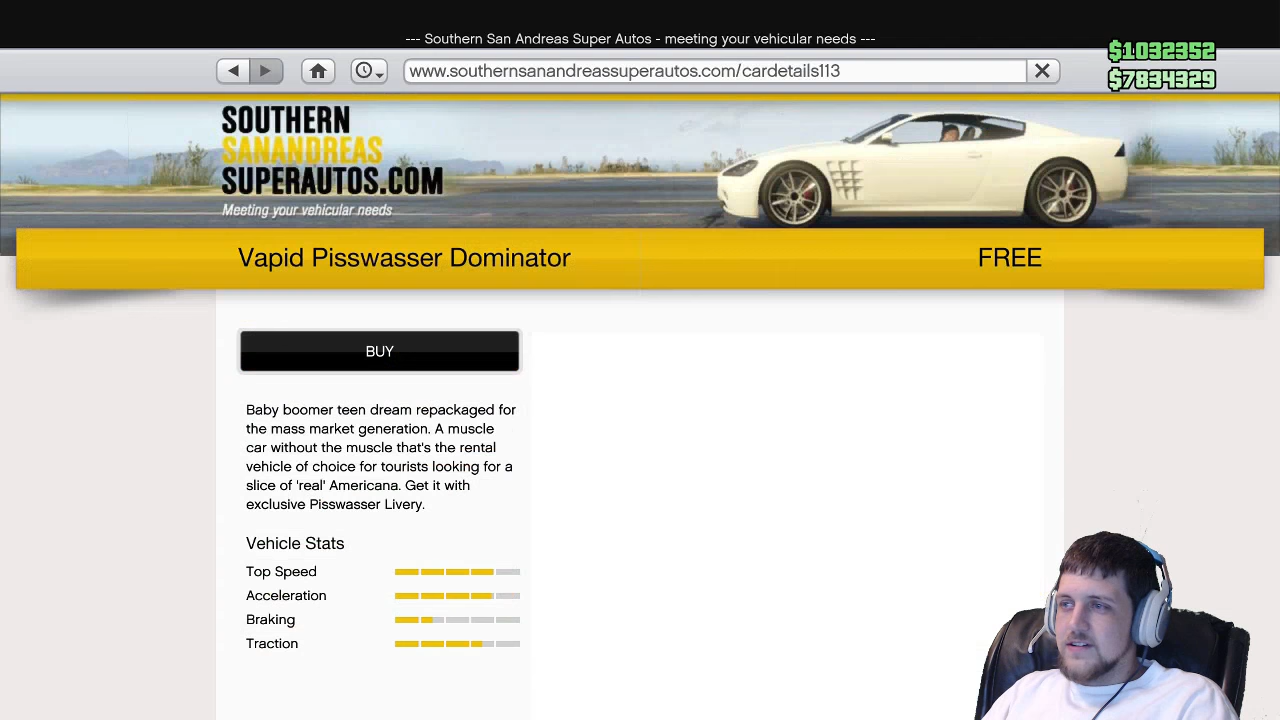 --- Southern San Andreas Super Autos - meeting your vehicular needs ---
$1032352
www.southernsanandreassuperautos.com/cardetails113
$7834329
SOUTHERN
SANANDREAS
SUPERAUTOS.COM
Meeting your vehicular needs
Vapid Pisswasser Dominator
FREE
BUY
Baby boomer teen dream repackaged for
the mass market generation. A muscle
car without the muscle that's the rental
vehicle of choice for tourists looking for a
slice of 'real' Americana. Get it with
exclusive Pisswasser Livery.
Vehicle Stats
Top Speed
Acceleration
Braking
Traction